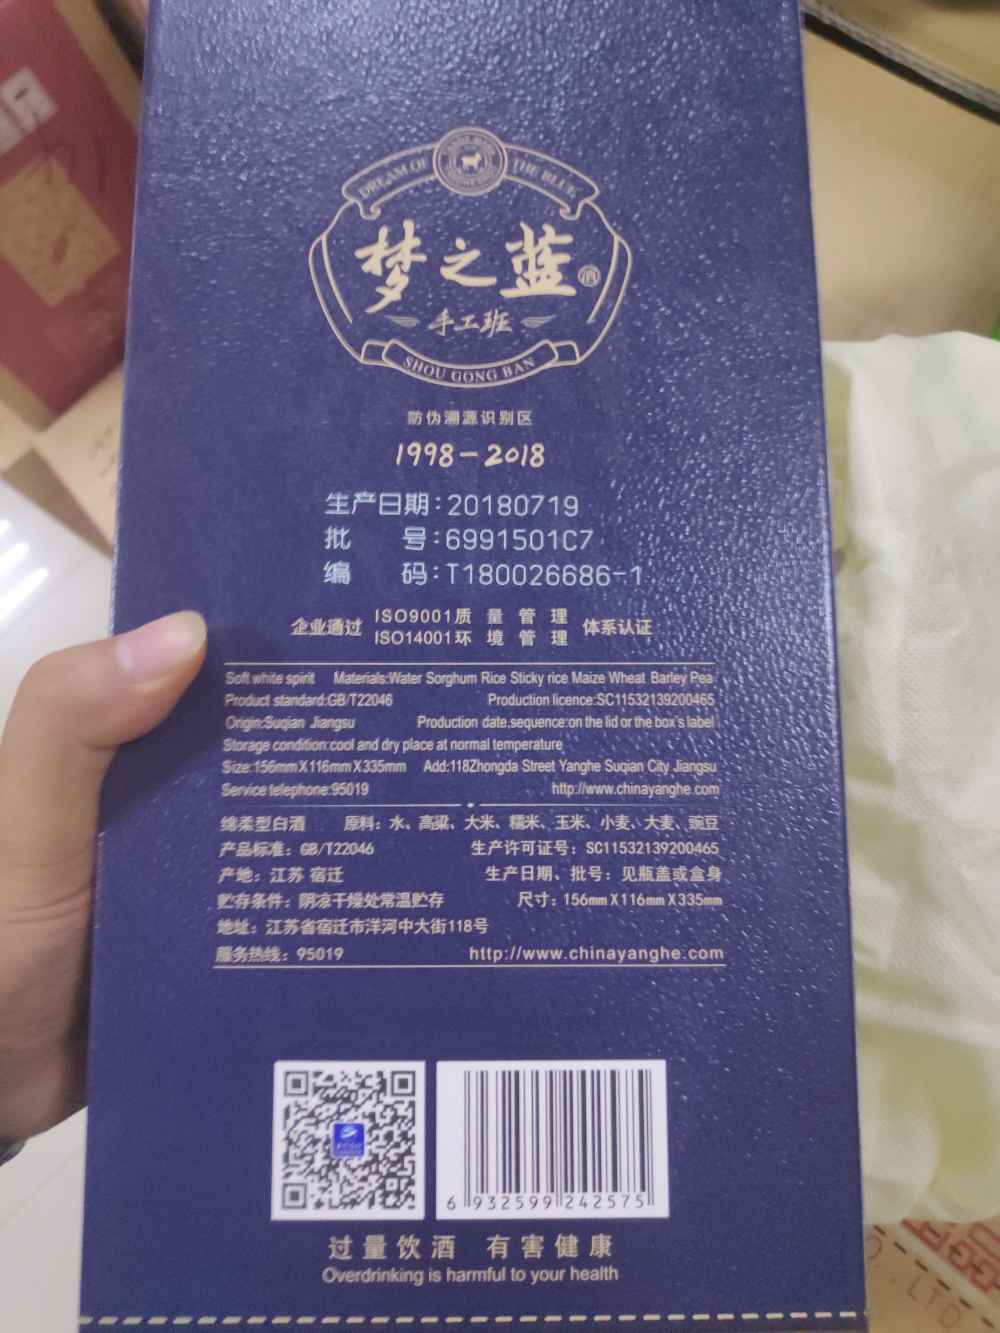 DREAM OF THE BLUE
梦之蓝 酒
手工班
SHOU GONG BAN
防伪溯源识别区
1998-2018
生产日期:20180719
批 号:6991501C7
编 码:T180026686-1
企业通过 ISO9001质量管理 体系认证
ISO14001环境管理
Soft white spirit Materials:Water Sorghum Rice Sticky rice Maize Wheat Barley Pea
Product standard:GB/T22046 Production licence:SC11532139200465
Origin:Suqian Jiangsu Production date,sequence:on the lid or the box's label
Storage condition:cool and dry place at normal temperature
Size:156mmX116mmX335mm Add:118Zhongda Street Yanghe Suqian City Jiangsu
Service telephone:95019 http://www.chinayanghe.com
绵柔型白酒 原料：水、高粱、大米、糯米、玉米、小麦、大麦、豌豆
产品标准：GB/T22046 生产许可证号：SC11532139200465
产地：江苏 宿迁 生产日期、批号：见瓶盖或盒身
贮存条件：阴凉干燥处常温贮存 尺寸：156mmX116mmX335mm
地址：江苏省宿迁市洋河中大街118号
服务热线：95019 http://www.chinayanghe.com
6 932599 242575
过量饮酒 有害健康
Overdrinking is harmful to your health
LTD